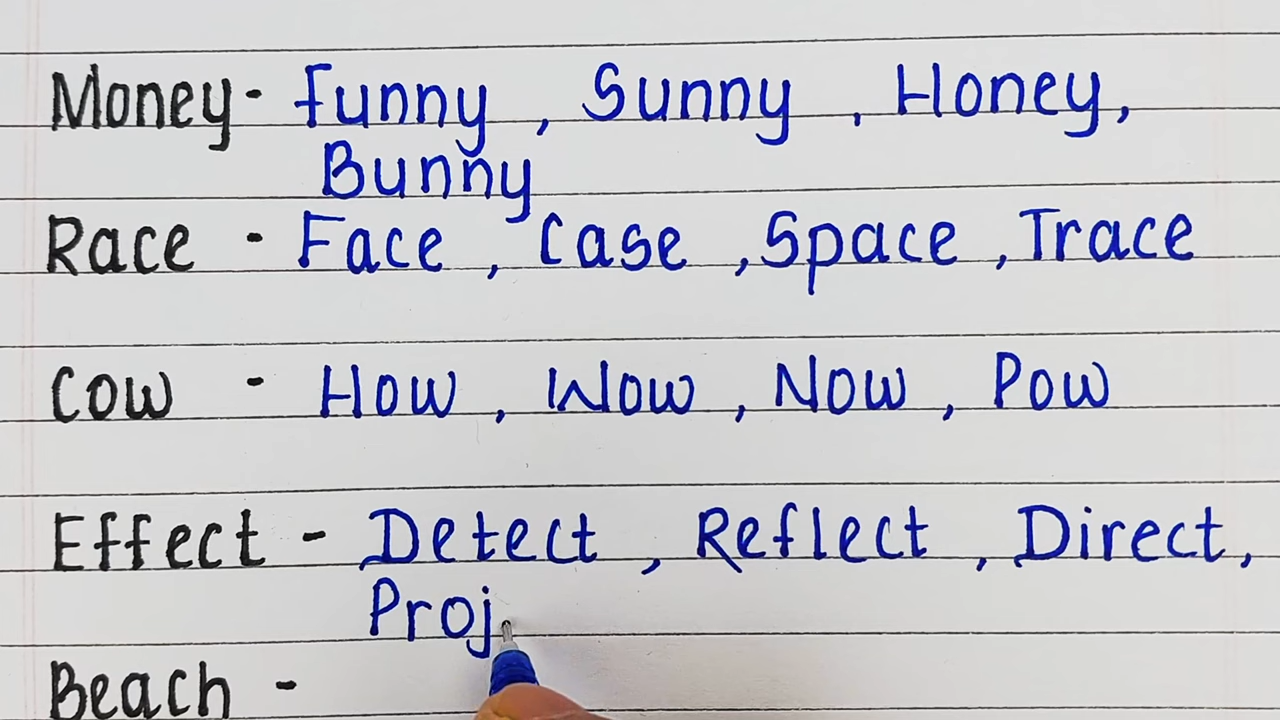 Money- Funny, Sunny, Honey,
Bunny
Race - Face, Case, Space, Trace
Cow - How, Wow, Now, Pow
Effect - Detect, Reflect, Direct,
Proj
Beach -